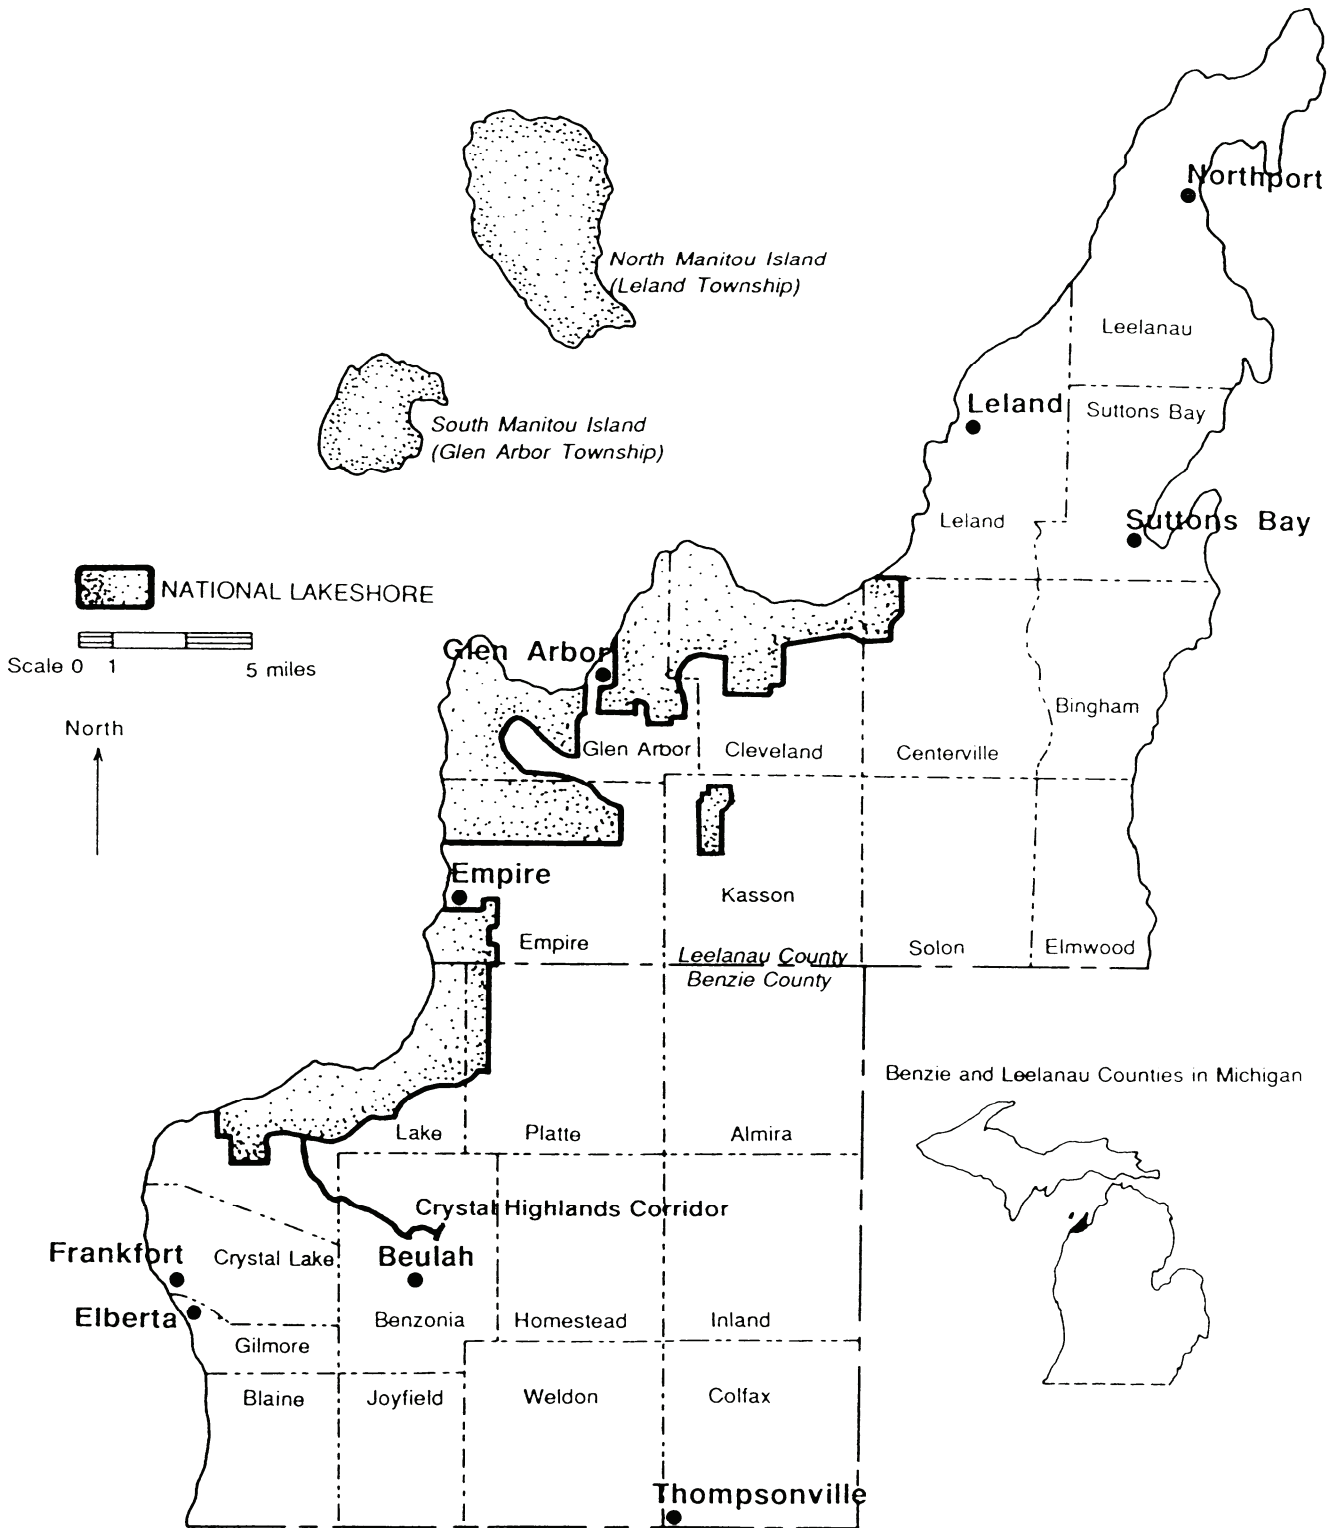 Northport
North Manitou Island
(Leland Township)
Leelanau
Leland
Suttons Bay
South Manitou Island
(Glen Arbor Township)
Leland
Suttons Bay
NATIONAL LAKESHORE
Glen Arbor
Scale 0 1 5 miles
North
Bingham
Glen Arbor
Cleveland
Centerville
Empire
Kasson
Empire
Leelanau County
Benzie County
Solon
Elmwood
Benzie and Leelanau Counties in Michigan
Lake
Platte
Almira
Crystal Highlands Corridor
Frankfort
Crystal Lake
Beulah
Elberta
Benzonia
Homestead
Inland
Gilmore
Blaine
Joyfield
Weldon
Colfax
Thompsonville